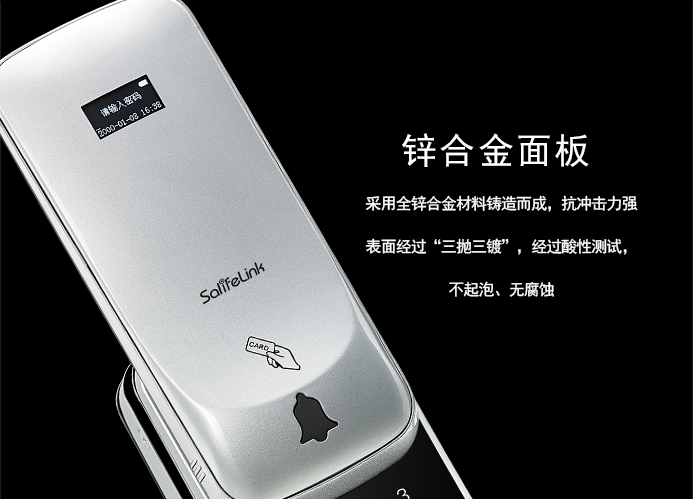 请输入密码
2000-01-03 16:38
锌合金面板
采用全锌合金材料铸造而成，抗冲击力强
表面经过“三抛三镀”，经过酸性测试，
不起泡、无腐蚀
SalifeLink
CARD
3